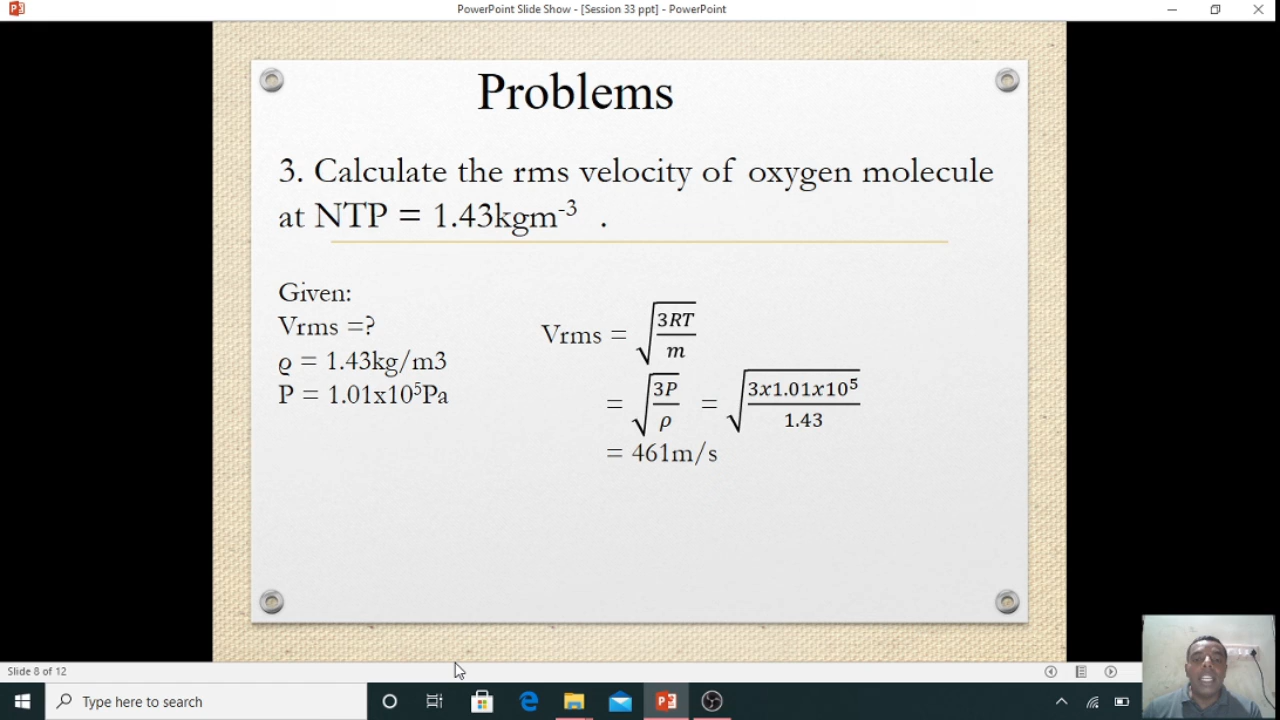 PowerPoint Slide Show - [Session 33 ppt] - PowerPoint
Problems
3. Calculate the rms velocity of oxygen molecule
at NTP = 1.43kgm⁻³ .
Given:
Vrms =?
ϱ = 1.43kg/m3
P = 1.01x10⁵Pa
Vrms = √(3RT/m)
= √(3P/ρ) = √(3x1.01x10⁵/1.43)
= 461m/s
Slide 8 of 12
Type here to search